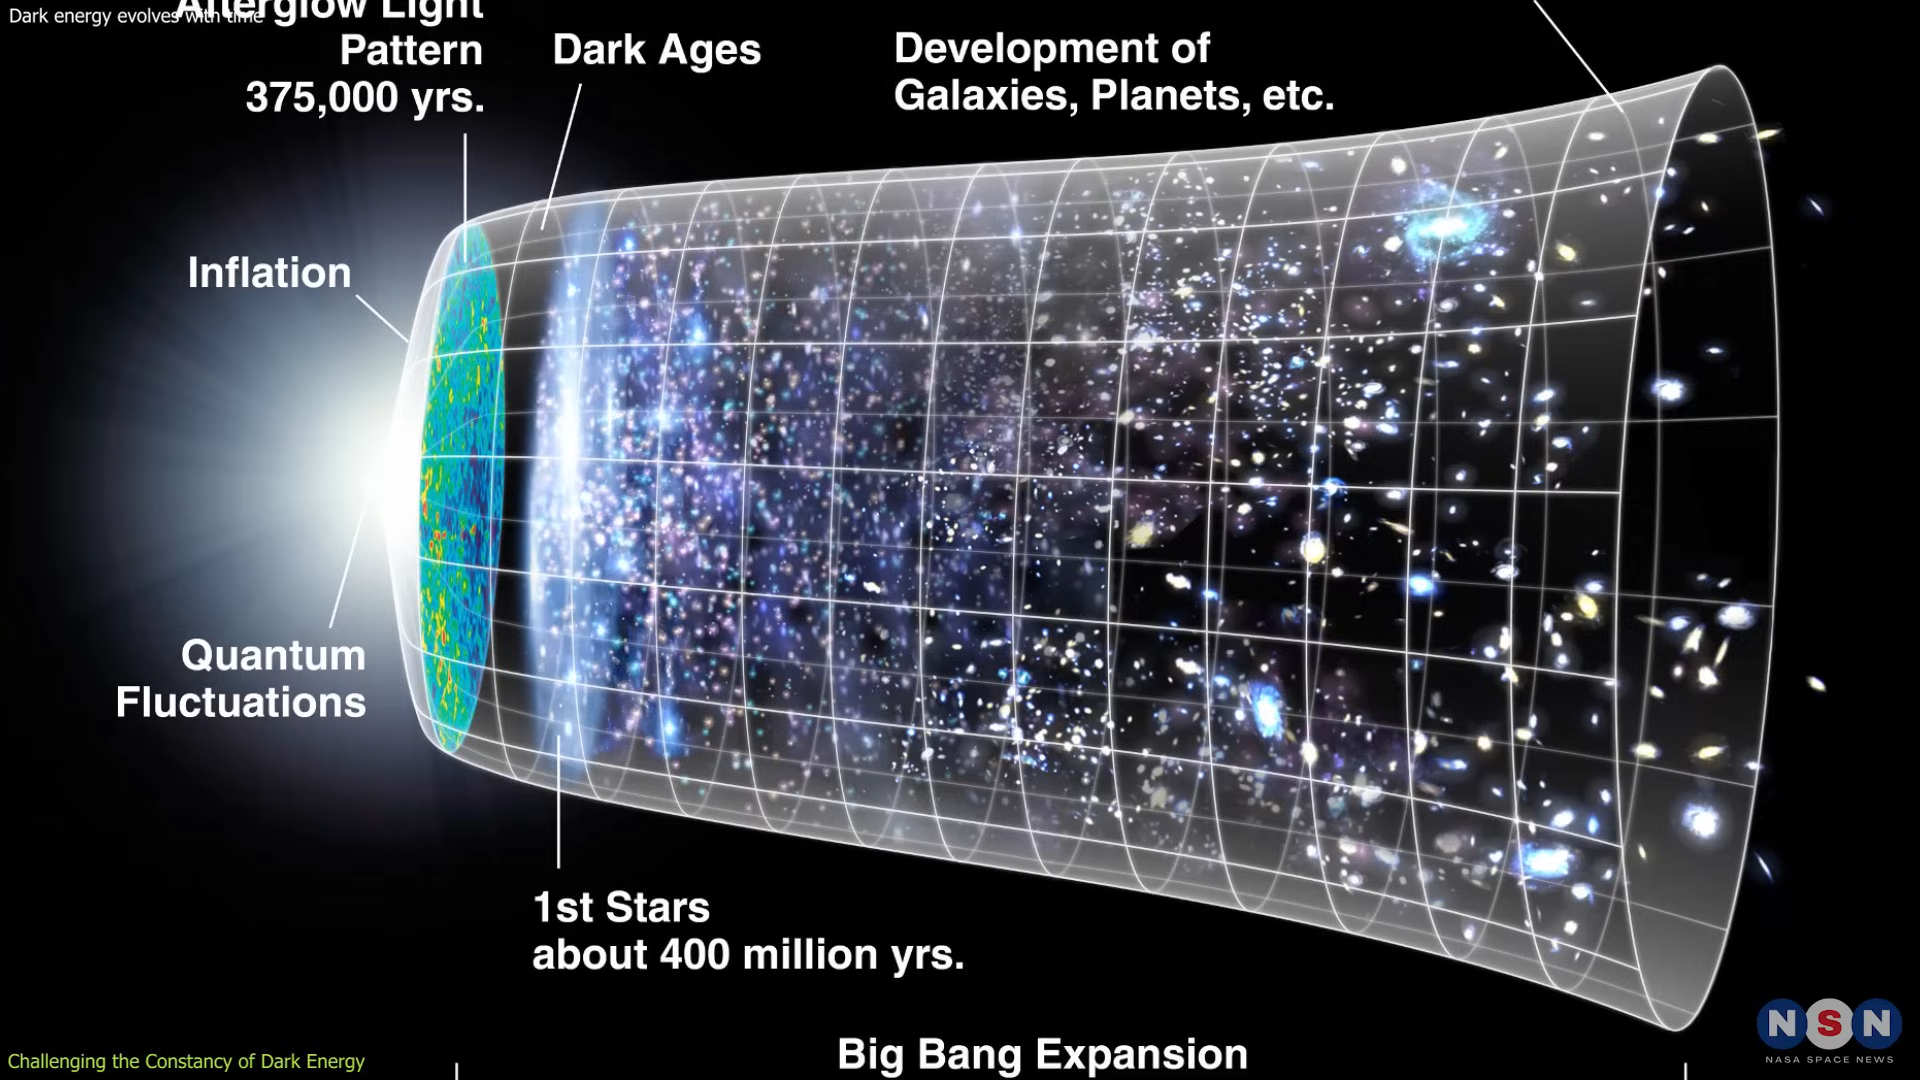 Dark energy evolves with time
Afterglow Light
Pattern
375,000 yrs.
Dark Ages
Development of
Galaxies, Planets, etc.
Inflation
Quantum
Fluctuations
1st Stars
about 400 million yrs.
Big Bang Expansion
Challenging the Constancy of Dark Energy
NSN
NASA SPACE NEWS